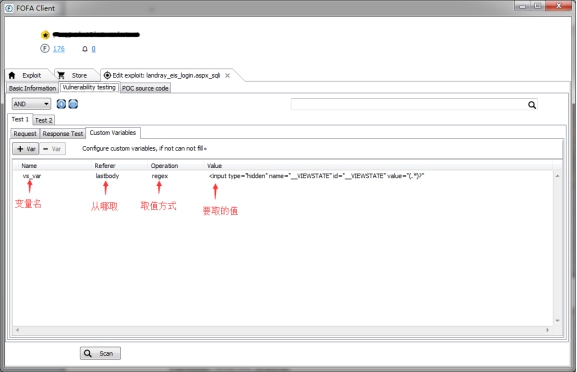 FOFA Client
176 0
Exploit Store Edit exploit: landray_eis_login.aspx_sqli
Basic Information Vulnerability testing POC source code
AND
Test 1 Test 2
Request Response Test Custom Variables
+ Var − Var Configure custom variables, if not can not fill=
Name Referer Operation Value
vs_var lastbody regex <input type="hidden" name="__VIEWSTATE" id="__VIEWSTATE" value="(.*)?"
变量名 从哪取 取值方式 要取的值
Scan